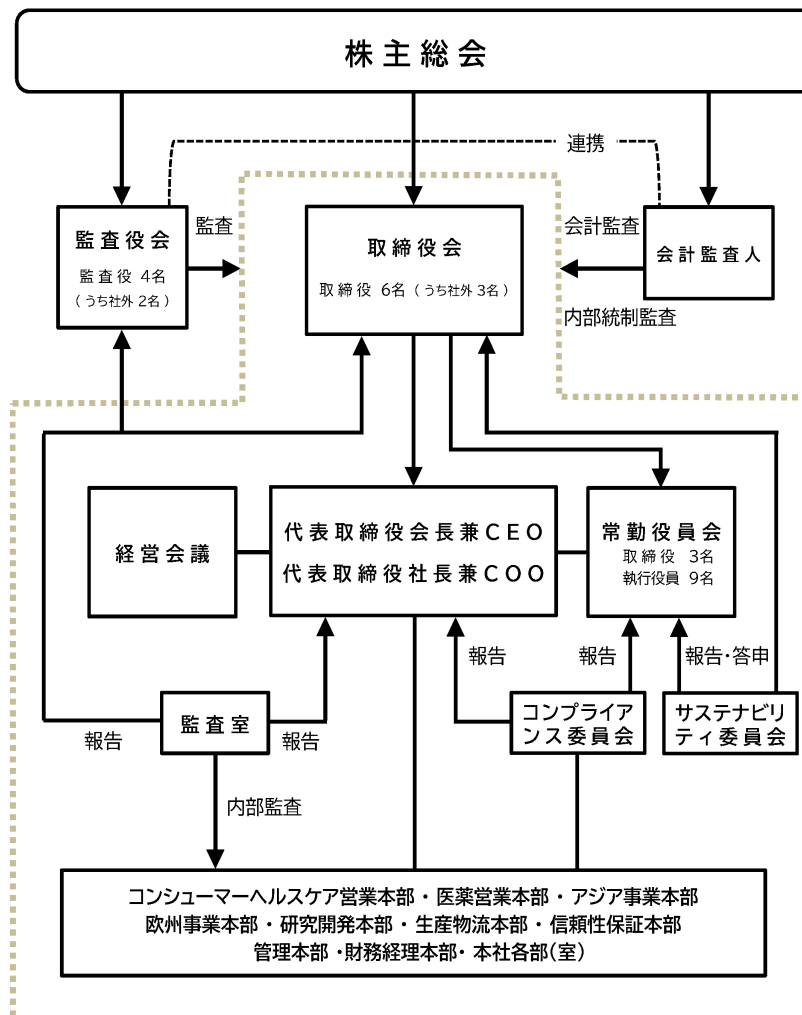 株主総会
連携
監査役会
監査役 4名
(うち社外 2名)
監査
取締役会
取締役 6名(うち社外 3名)
会計監査
内部統制監査
会計監査人
経営会議
代表取締役会長兼CEO
代表取締役社長兼COO
常勤役員会
取締役 3名
執行役員 9名
報告
報告
報告・答申
監査室
報告
報告
コンプライア
ンス委員会
サステナビリ
ティ委員会
内部監査
コンシューマーヘルスケア営業本部・医薬営業本部・アジア事業本部
欧州事業本部・研究開発本部・生産物流本部・信頼性保証本部
管理本部・財務経理本部・本社各部(室)